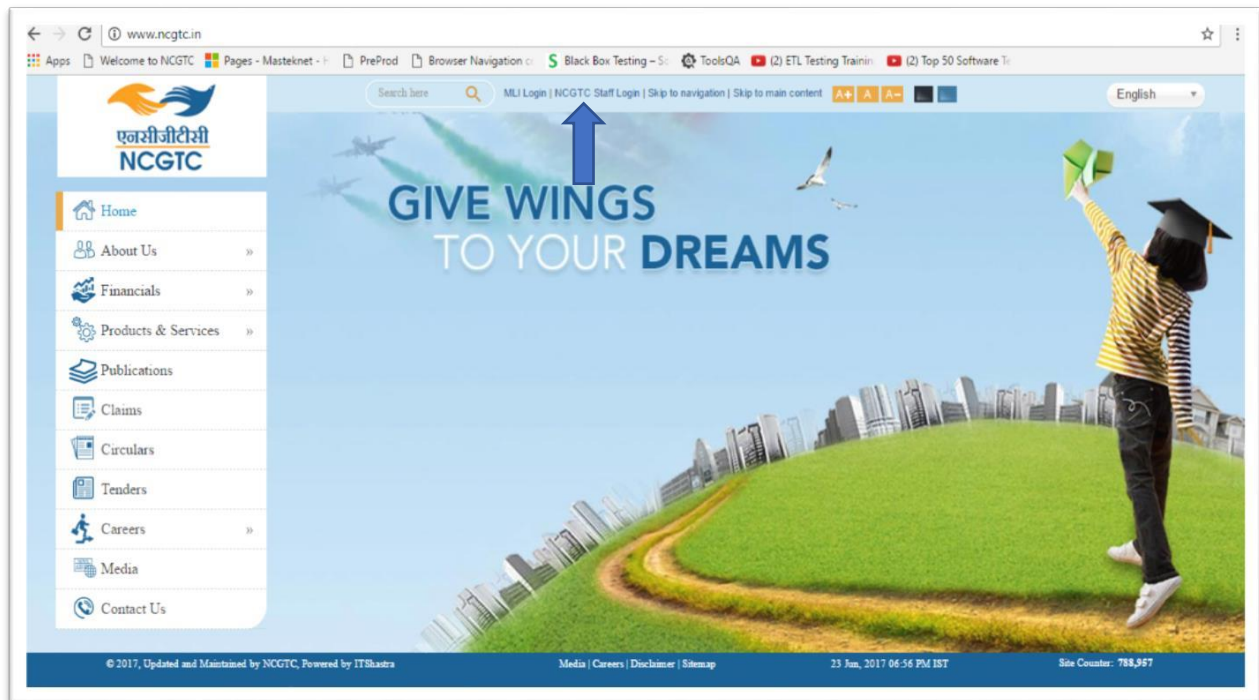 www.ncgtc.in
Apps Welcome to NCGTC Pages - Masteknet - PreProd Browser Navigation Black Box Testing – ToolsQA (2) ETL Testing (2) Top 50 Software
एनसीजीटीसी
NCGTC
Search here MLI Login | NCGTC Staff Login | Skip to navigation | Skip to main content A+ A A- English
GIVE WINGS
TO YOUR DREAMS
Home
About Us »
Financials »
Products & Services »
Publications
Claims
Circulars
Tenders
Careers »
Media
Contact Us
© 2017, Updated and Maintained by NCGTC, Powered by ITShastra Media | Careers | Disclaimer | Sitemap 23 Jun, 2017 06:56 PM IST Site Counter: 788,957